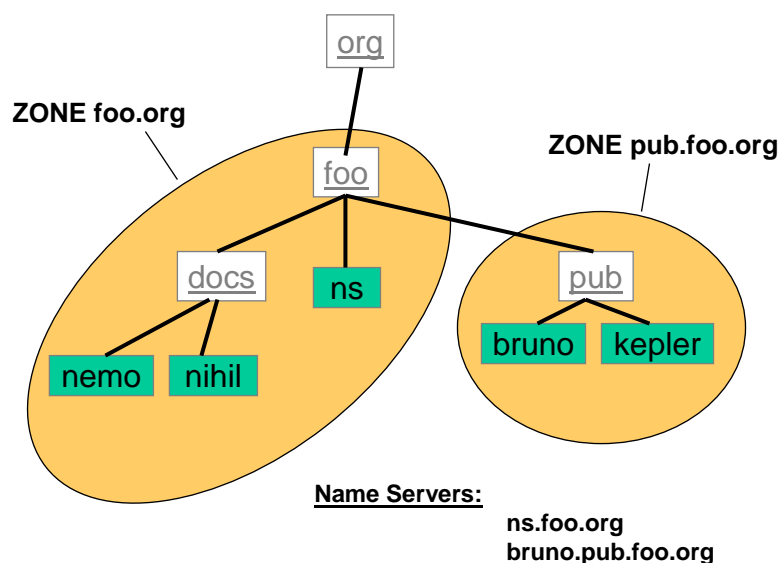 org
ZONE foo.org
ZONE pub.foo.org
foo
docs
ns
pub
bruno
kepler
nemo
nihil
Name Servers:
ns.foo.org
bruno.pub.foo.org